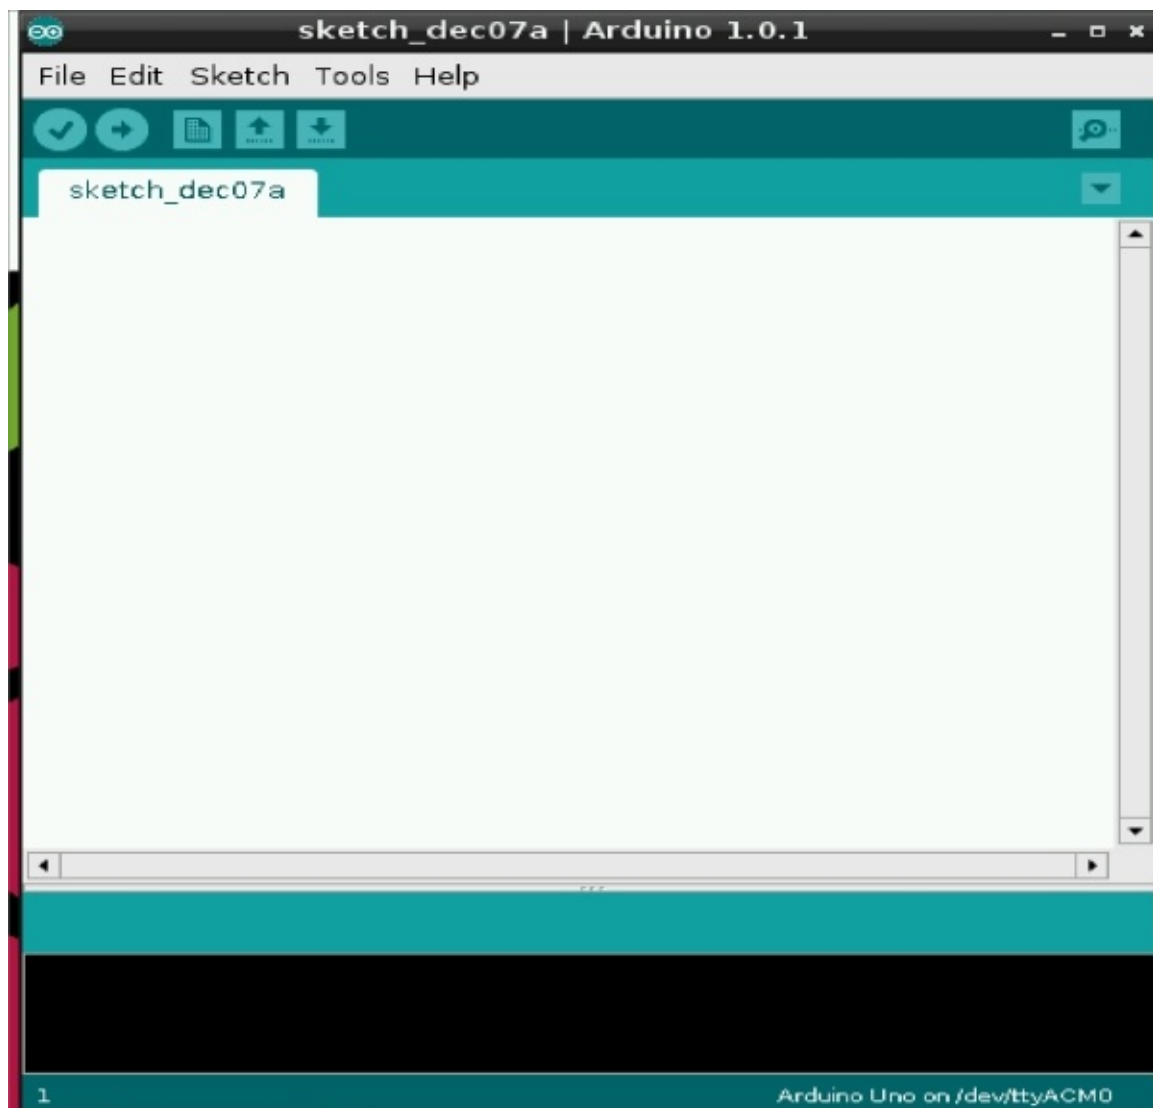 sketch_dec07a | Arduino 1.0.1
File Edit Sketch Tools Help
sketch_dec07a
1 Arduino Uno on /dev/ttyACM0